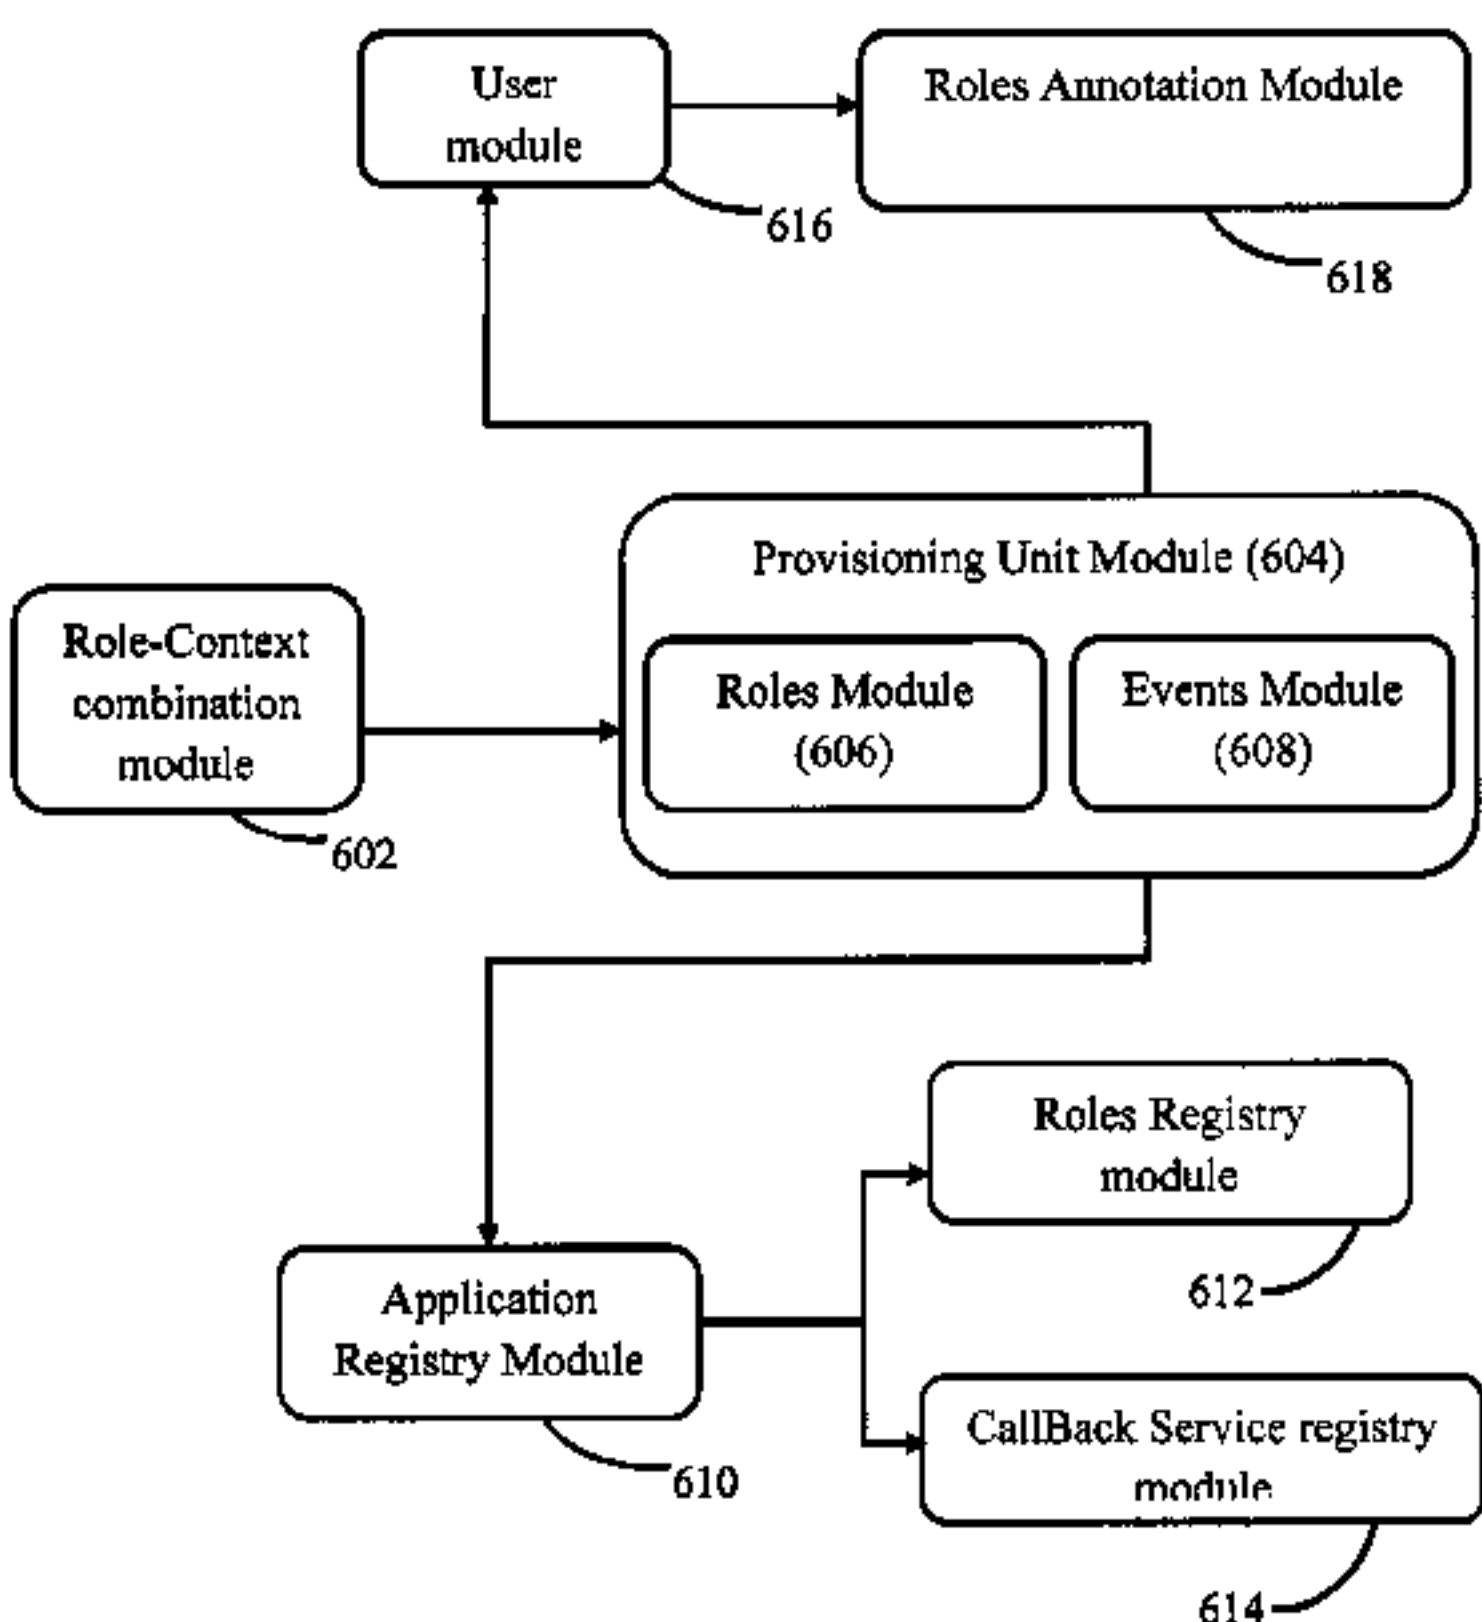 User
module
616
Roles Annotation Module
618
Provisioning Unit Module (604)
Role-Context
combination
module
602
Roles Module
(606)
Events Module
(608)
Roles Registry
module
612
Application
Registry Module
610
CallBack Service registry
module
614